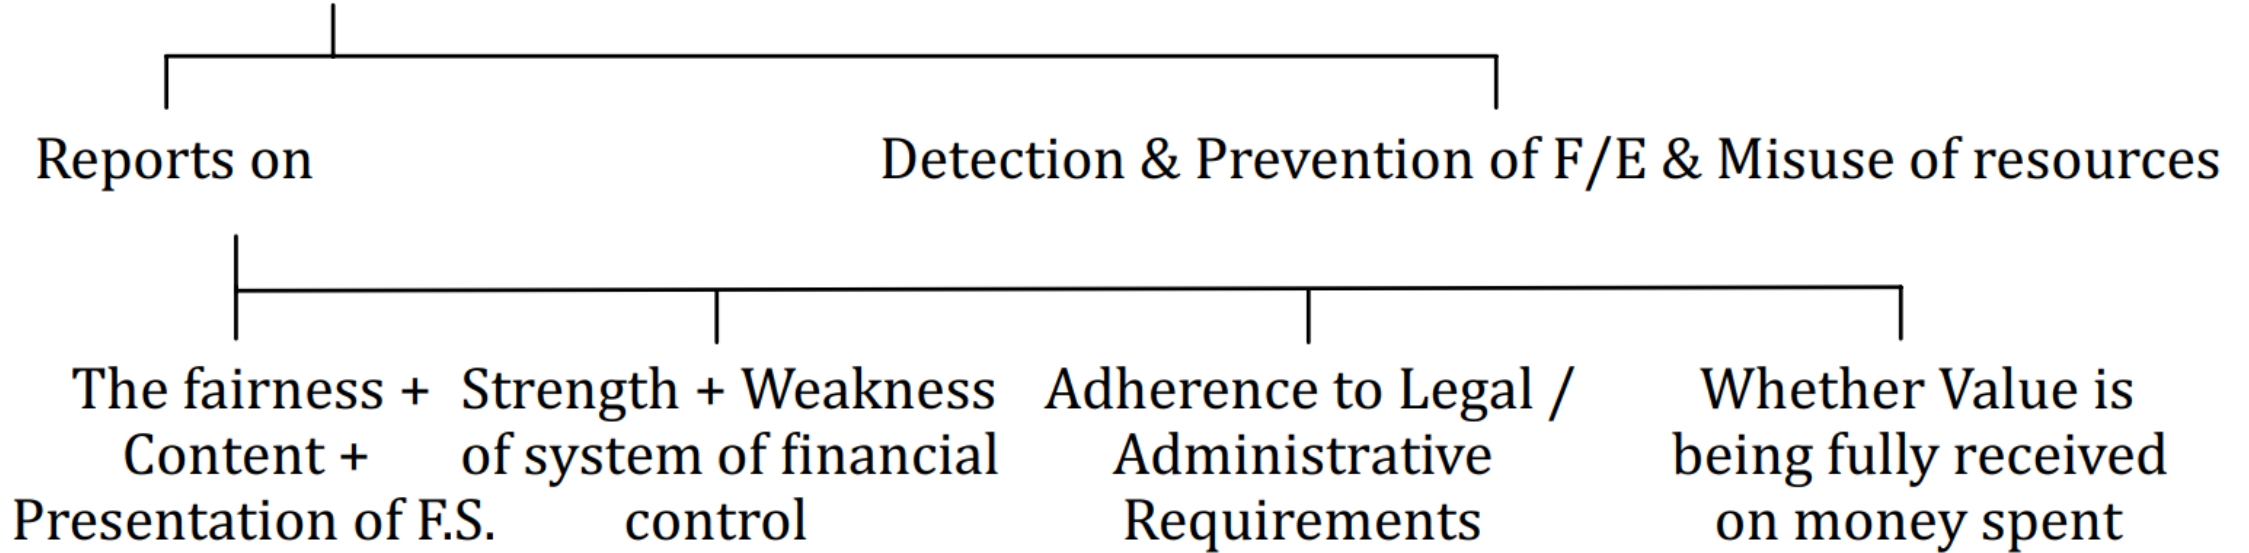 Reports on
Detection & Prevention of F/E & Misuse of resources
The fairness +
Content +
Presentation of F.S.
Strength + Weakness
of system of financial
control
Adherence to Legal /
Administrative
Requirements
Whether Value is
being fully received
on money spent